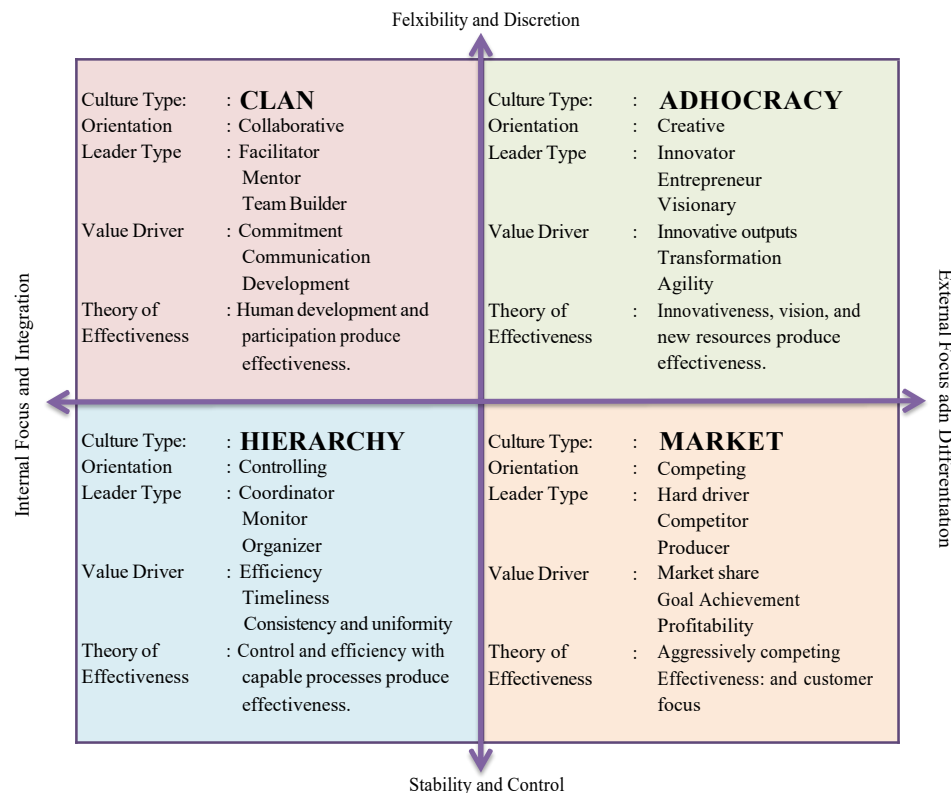 Felxibility and Discretion
Culture Type: : CLAN
Orientation : Collaborative
Leader Type : Facilitator
Mentor
Team Builder
Value Driver : Commitment
Communication
Development
Theory of : Human development and
Effectiveness participation produce
effectiveness.
Culture Type: : ADHOCRACY
Orientation : Creative
Leader Type : Innovator
Entrepreneur
Visionary
Value Driver : Innovative outputs
Transformation
Agility
Theory of : Innovativeness, vision, and
Effectiveness new resources produce
effectiveness.
Internal Focus and Integration
External Focus adn Differentiation
Culture Type: : HIERARCHY
Orientation : Controlling
Leader Type : Coordinator
Monitor
Organizer
Value Driver : Efficiency
Timeliness
Consistency and uniformity
Theory of : Control and efficiency with
Effectiveness capable processes produce
effectiveness.
Culture Type: : MARKET
Orientation : Competing
Leader Type : Hard driver
Competitor
Producer
Value Driver : Market share
Goal Achievement
Profitability
Theory of : Aggressively competing
Effectiveness Effectiveness: and customer
focus
Stability and Control